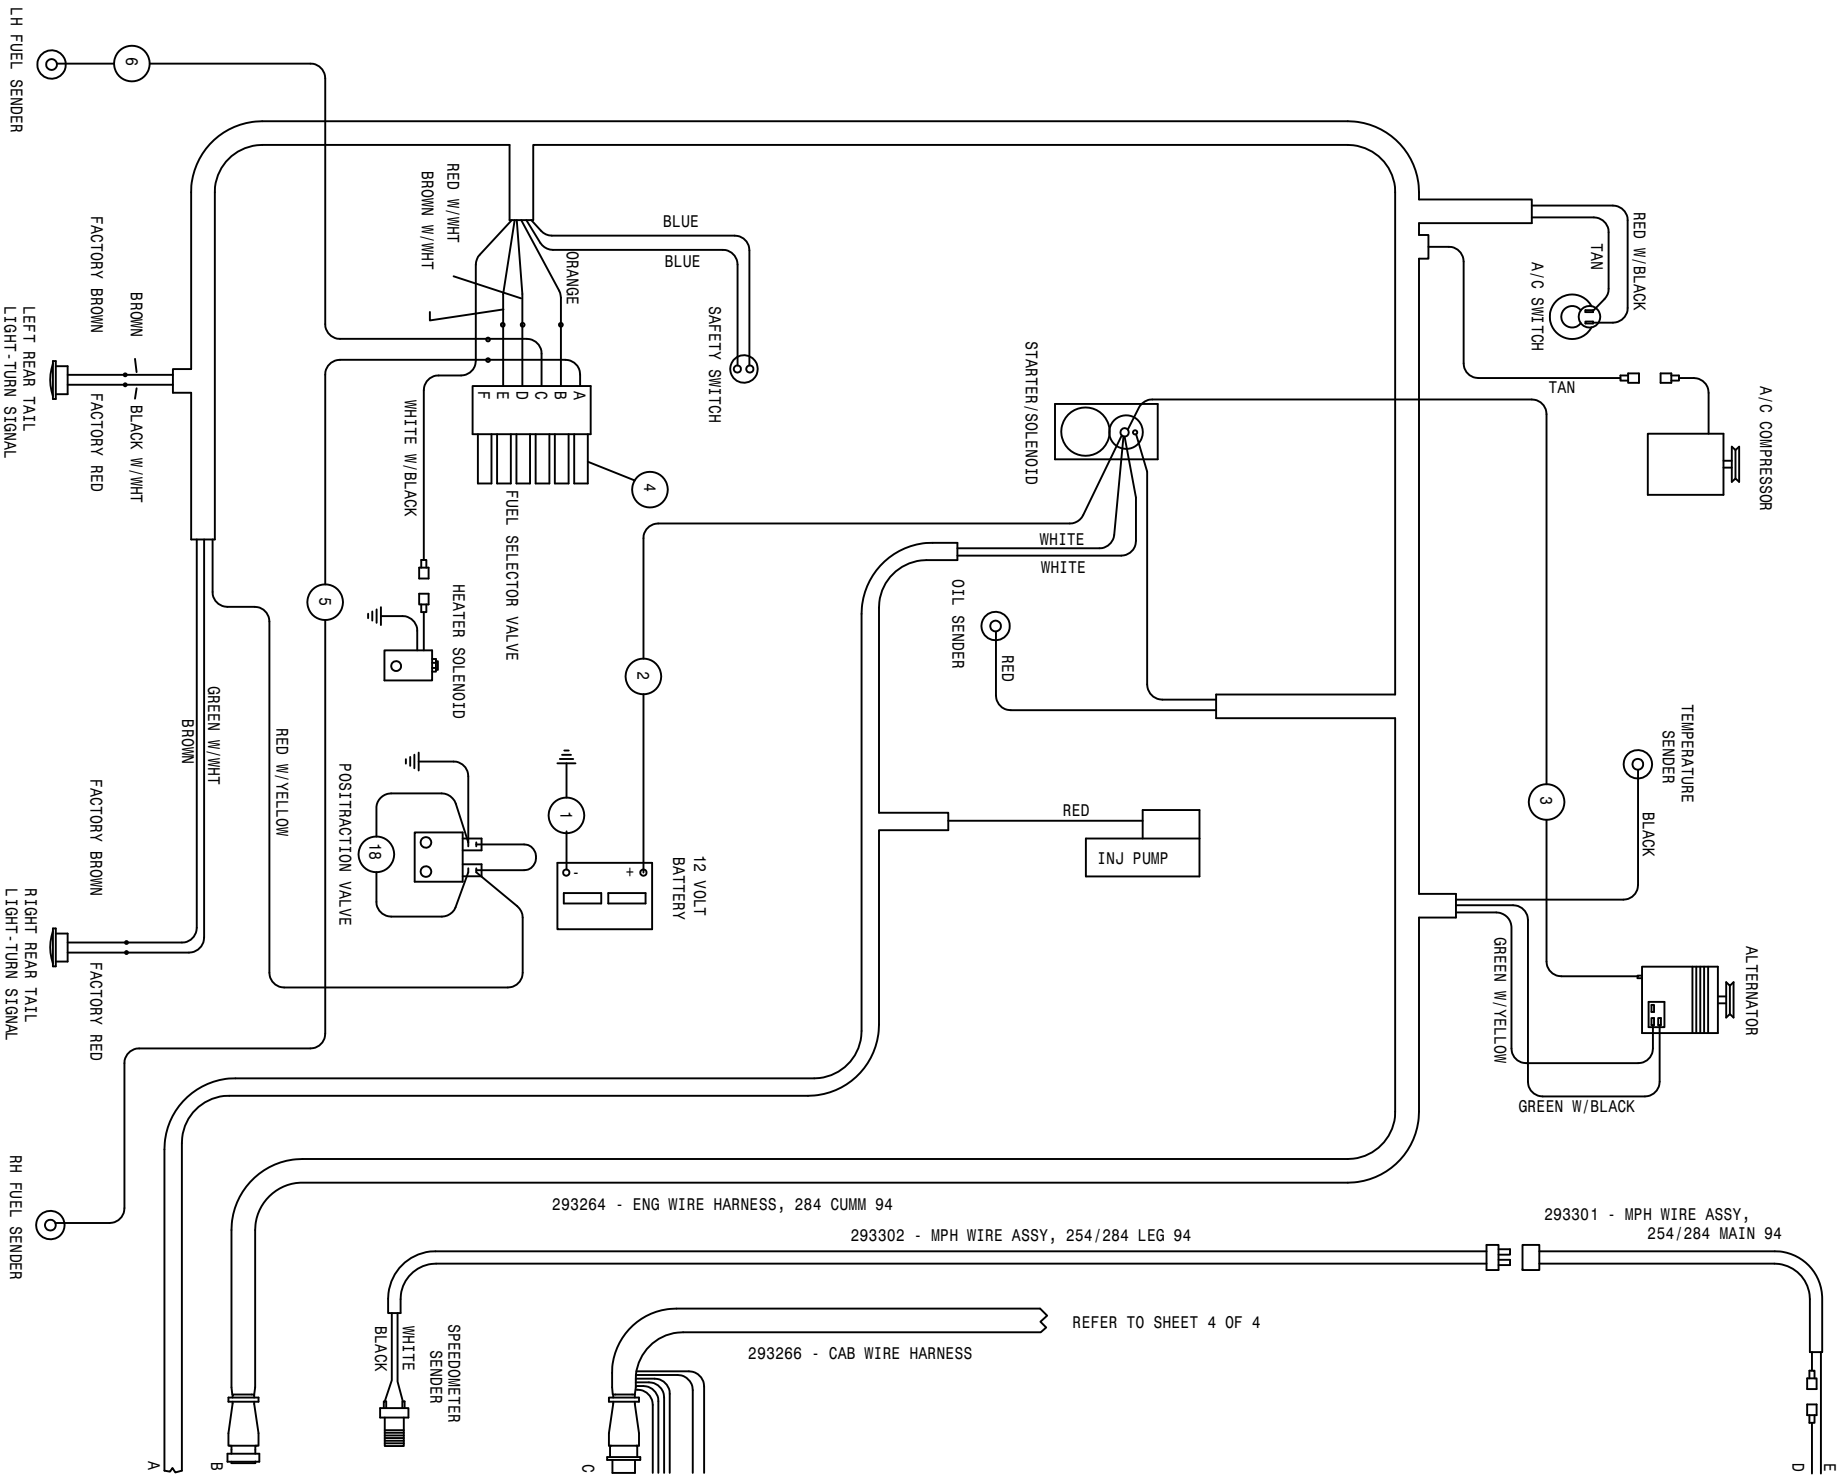 LH FUEL SENDER
6
RED W/WHT
BROWN W/WHT
BLUE
BLUE
ORANGE
SAFETY SWITCH
RED W/BLACK
TAN
A/C SWITCH
TAN
A/C COMPRESSOR
FACTORY BROWN
BROWN
LEFT REAR TAIL
LIGHT-TURN SIGNAL
FACTORY RED
BLACK W/WHT
A
B
C
D
E
F
4
FUEL SELECTOR VALVE
WHITE W/BLACK
HEATER SOLENOID
STARTER/SOLENOID
WHITE
WHITE
OIL SENDER
RED
5
2
3
TEMPERATURE
SENDER
BLACK
GREEN W/WHT
BROWN
RED W/YELLOW
POSITRACTION VALVE
18
1
12 VOLT
BATTERY
-
+
RED
INJ PUMP
ALTERNATOR
GREEN W/YELLOW
GREEN W/BLACK
FACTORY BROWN
RIGHT REAR TAIL
LIGHT-TURN SIGNAL
FACTORY RED
RH FUEL SENDER
293264 - ENG WIRE HARNESS, 284 CUMM 94
293302 - MPH WIRE ASSY, 254/284 LEG 94
293301 - MPH WIRE ASSY,
254/284 MAIN 94
REFER TO SHEET 4 OF 4
293266 - CAB WIRE HARNESS
WHITE
BLACK
SPEEDOMETER
SENDER
A
B
C
D
E